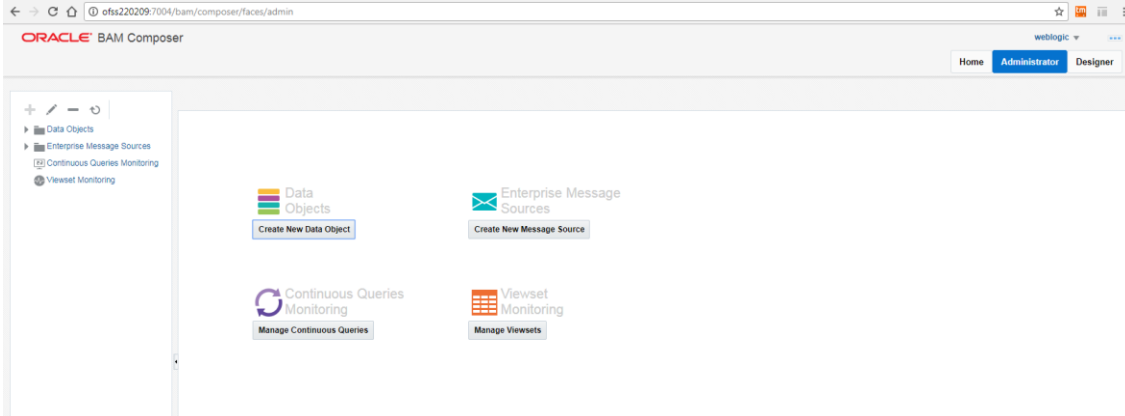 ofss220209:7004/bam/composer/faces/admin
ORACLE® BAM Composer
weblogic
Home Administrator Designer
Data Objects
Enterprise Message Sources
Continuous Queries Monitoring
Viewset Monitoring
Data
Objects
Create New Data Object
Enterprise Message
Sources
Create New Message Source
Continuous Queries
Monitoring
Manage Continuous Queries
Viewset
Monitoring
Manage Viewsets